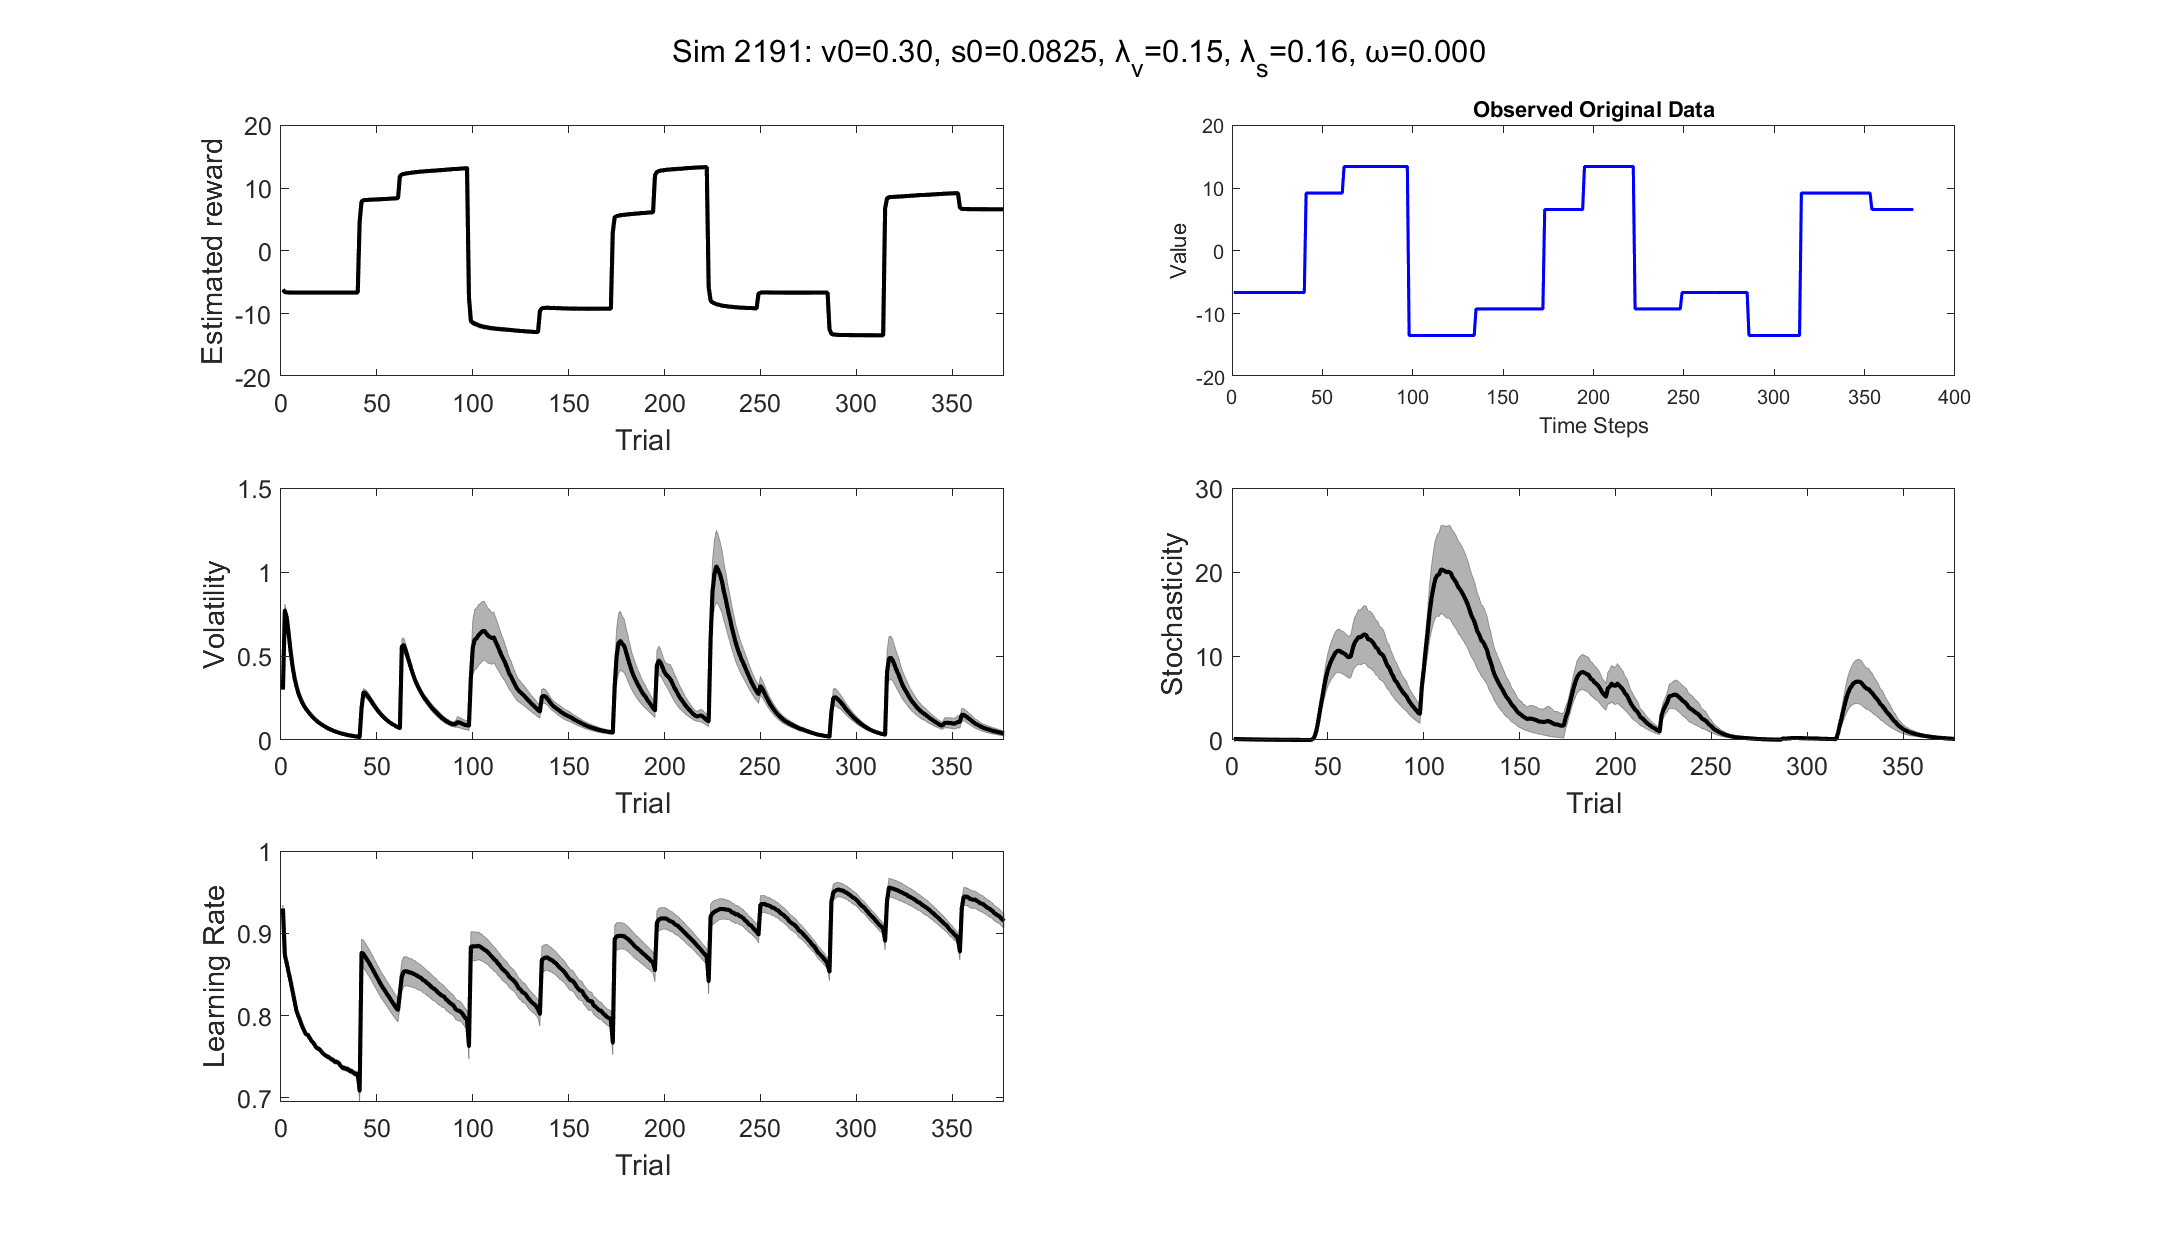 Sim 2191: v0=0.30, s0=0.0825, λv=0.15, λs=0.16, ω=0.000
Estimated reward
20
10
0
-10
-20
0 50 100 150 200 250 300 350
Trial
Observed Original Data
Value
20
10
0
-10
-20
0 50 100 150 200 250 300 350 400
Time Steps
Volatility
1.5
1
0.5
0
0 50 100 150 200 250 300 350
Trial
Stochasticity
30
20
10
0
0 50 100 150 200 250 300 350
Trial
Learning Rate
1
0.9
0.8
0.7
0 50 100 150 200 250 300 350
Trial